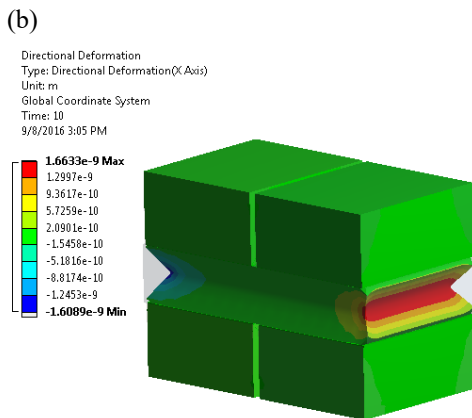 (b)
Directional Deformation
Type: Directional Deformation(X Axis)
Unit: m
Global Coordinate System
Time: 10
9/8/2016 3:05 PM
1.6633e-9 Max
1.2997e-9
9.3617e-10
5.7259e-10
2.0901e-10
-1.5458e-10
-5.1816e-10
-8.8174e-10
-1.2453e-9
-1.6089e-9 Min